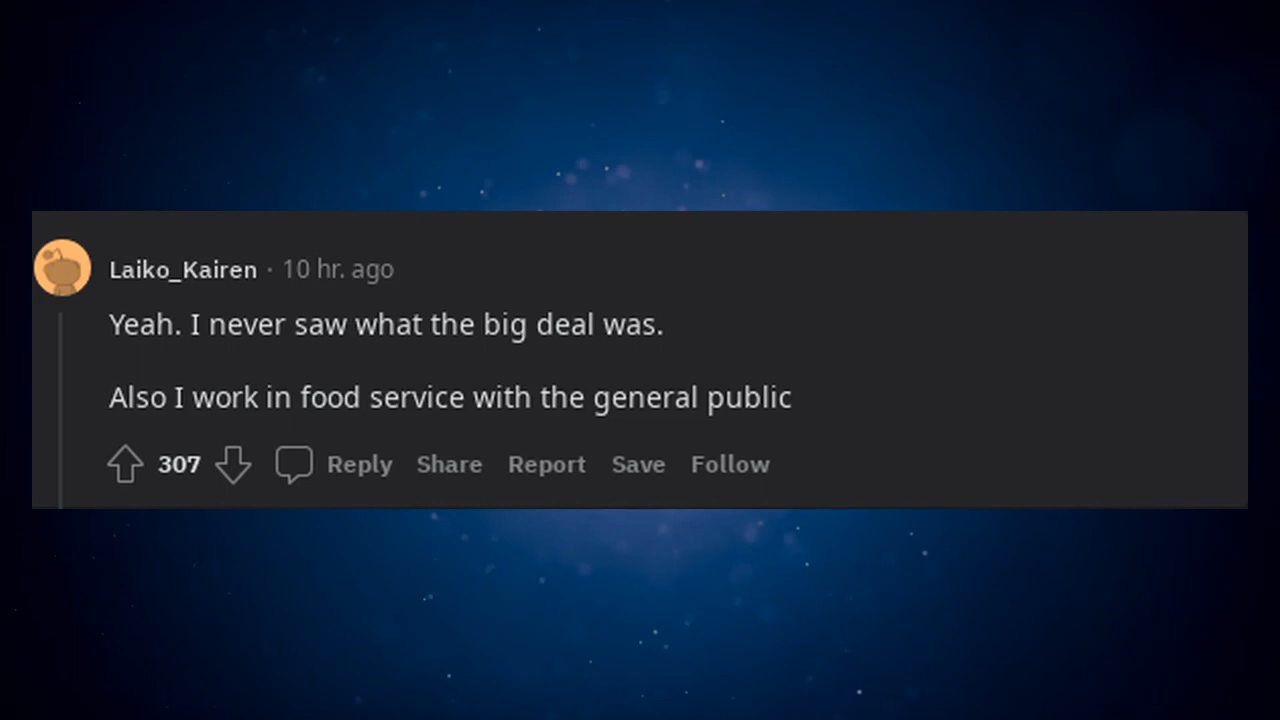 Laiko_Kairen · 10 hr. ago
Yeah. I never saw what the big deal was.
Also I work in food service with the general public
307 Reply Share Report Save Follow